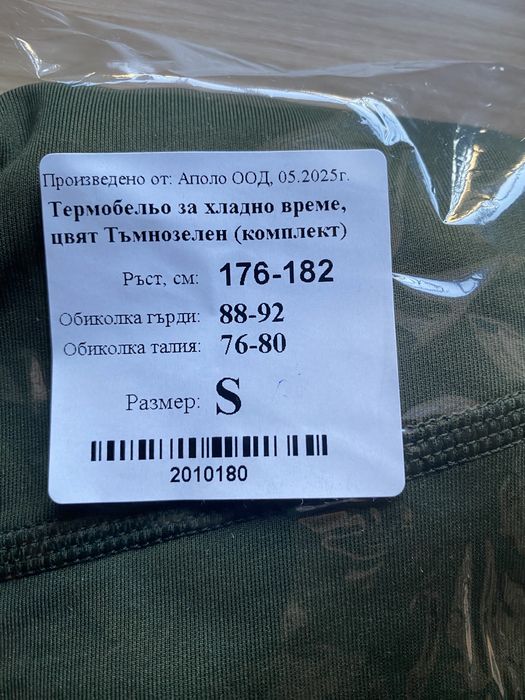 Произведено от: Аполо ООД, 05.2025г.
Термобельо за хладно време,
цвят Тъмнозелен (комплект)
Ръст, см: 176-182
Обиколка гърди: 88-92
Обиколка талия: 76-80
Размер: S
2010180